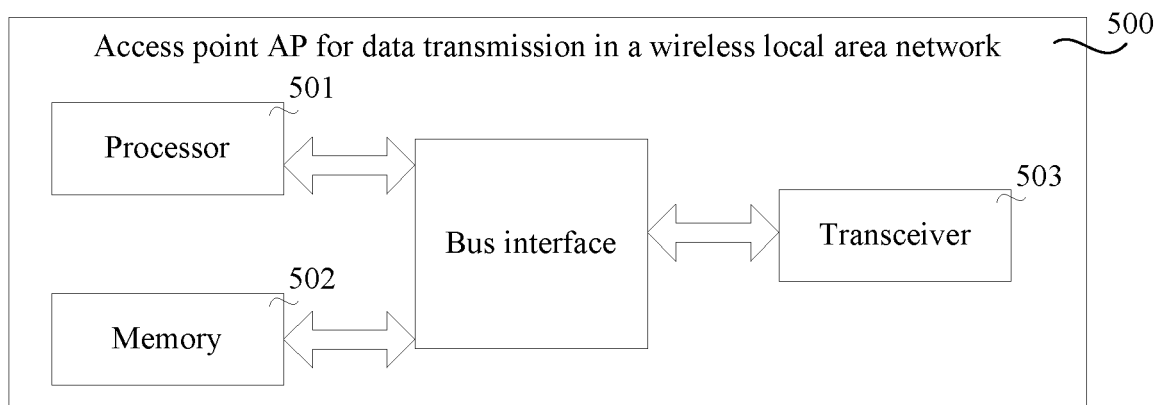 500
Access point AP for data transmission in a wireless local area network
501
Processor
503
Bus interface
Transceiver
502
Memory